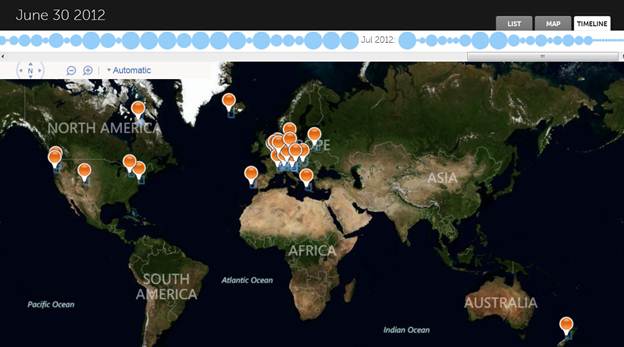 June 30 2012
LIST MAP TIMELINE
Jul 2012
N
Automatic
NORTH AMERICA
ASIA
AFRICA
SOUTH
AMERICA
Atlantic Ocean
Pacific Ocean
AUSTRALIA
Indian Ocean